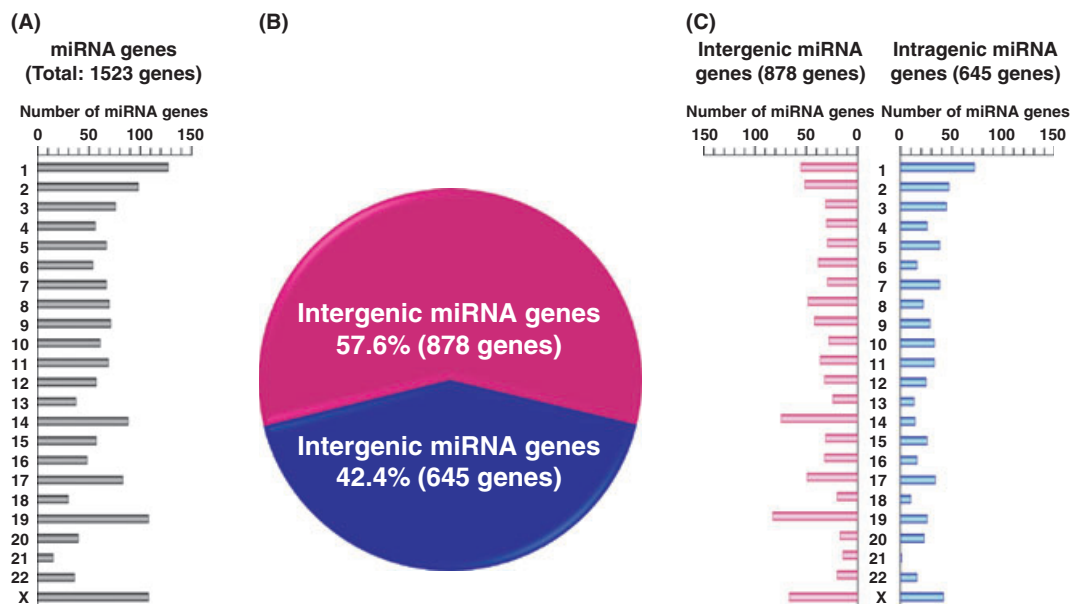 (A)
miRNA genes
(Total: 1523 genes)
Number of miRNA genes
0 50 100 150
1
2
3
4
5
6
7
8
9
10
11
12
13
14
15
16
17
18
19
20
21
22
X
(B)
Intergenic miRNA genes
57.6% (878 genes)
Intergenic miRNA genes
42.4% (645 genes)
(C)
Intergenic miRNA
genes (878 genes)
Number of miRNA genes
150 100 50 0
Intragenic miRNA
genes (645 genes)
Number of miRNA genes
0 50 100 150
1
2
3
4
5
6
7
8
9
10
11
12
13
14
15
16
17
18
19
20
21
22
X